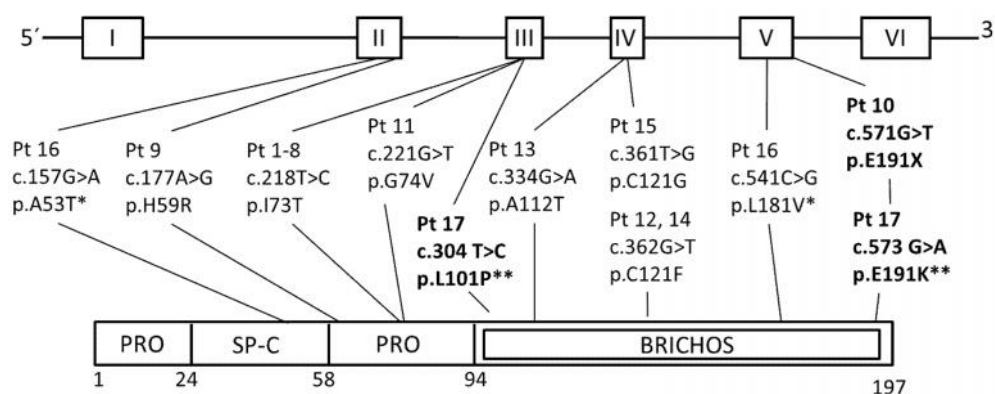 5´ I II III IV V VI 3
Pt 16
c.157G>A
p.A53T*
Pt 9
c.177A>G
p.H59R
Pt 1-8
c.218T>C
p.I73T
Pt 11
c.221G>T
p.G74V
Pt 17
c.304 T>C
p.L101P**
Pt 13
c.334G>A
p.A112T
Pt 15
c.361T>G
p.C121G
Pt 12, 14
c.362G>T
p.C121F
Pt 16
c.541C>G
p.L181V*
Pt 10
c.571G>T
p.E191X
Pt 17
c.573 G>A
p.E191K**
PRO SP-C PRO BRICHOS
1 24 58 94 197